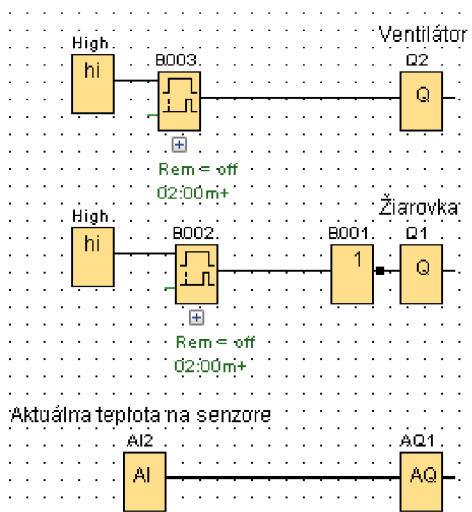 Ventilátor
High
B003
Q2
hi
Q
Rem = off
02:00m+
Žiarovka
High
B002
B001
Q1
hi
1
Q
Rem = off
02:00m+
Aktuálna teplota na senzore
AI2
AQ1
AI
AQ